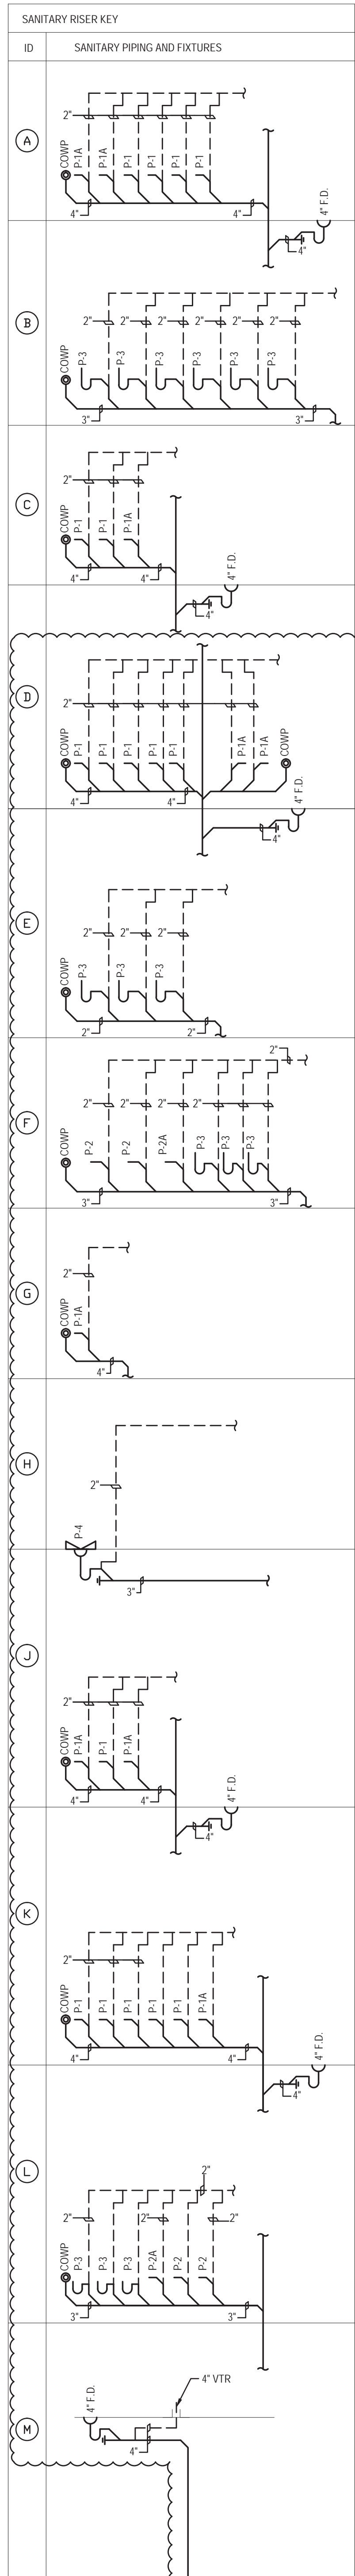 SANITARY RISER KEY
ID SANITARY PIPING AND FIXTURES
2"
A
COWP P-1A P-1A P-1 P-1 P-1 P-1
4" 4" 4" F.D.
4"
B
2" 2" 2" 2" 2" 2"
COWP P-3 P-3 P-3 P-3 P-3 P-3
3" 3"
2"
C
COWP P-1 P-1 P-1A
4" 4" 4" F.D.
4"
D
2"
COWP P-1 P-1 P-1 P-1 P-1 P-1A P-1A COWP
4" 4" 4" F.D.
4"
E
2" 2" 2"
COWP P-3 P-3 P-3
2" 2"
2"
F
2" 2" 2" 2"
COWP P-2 P-2 P-2A P-3 P-3 P-3
3" 3"
2"
G
COWP P-1A
4"
H
2"
P-4
3"
J
2"
COWP P-1A P-1 P-1A
4" 4" 4" F.D.
4"
K
2"
COWP P-1 P-1 P-1 P-1 P-1 P-1A
4" 4" 4" F.D.
4"
L
2"
2" 2" 2"
COWP P-3 P-3 P-3 P-2A P-2 P-2
3" 3"
4" VTR
4" F.D.
M
4"